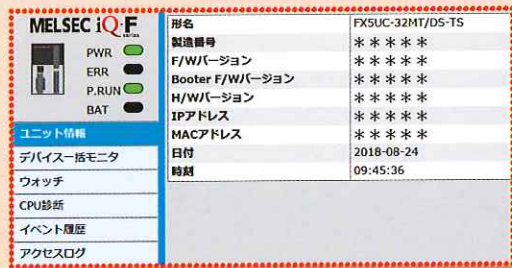 MELSEC iQ-F
Series
PWR
ERR
P.RUN
BAT
ユニット情報
デバイス一括モニタ
ウォッチ
CPU診断
イベント履歴
アクセスログ
形名 FX5UC-32MT/DS-TS
製造番号 *****
F/Wバージョン *****
Booter F/Wバージョン *****
H/Wバージョン *****
IPアドレス *****
MACアドレス *****
日付 2018-08-24
時刻 09:45:36